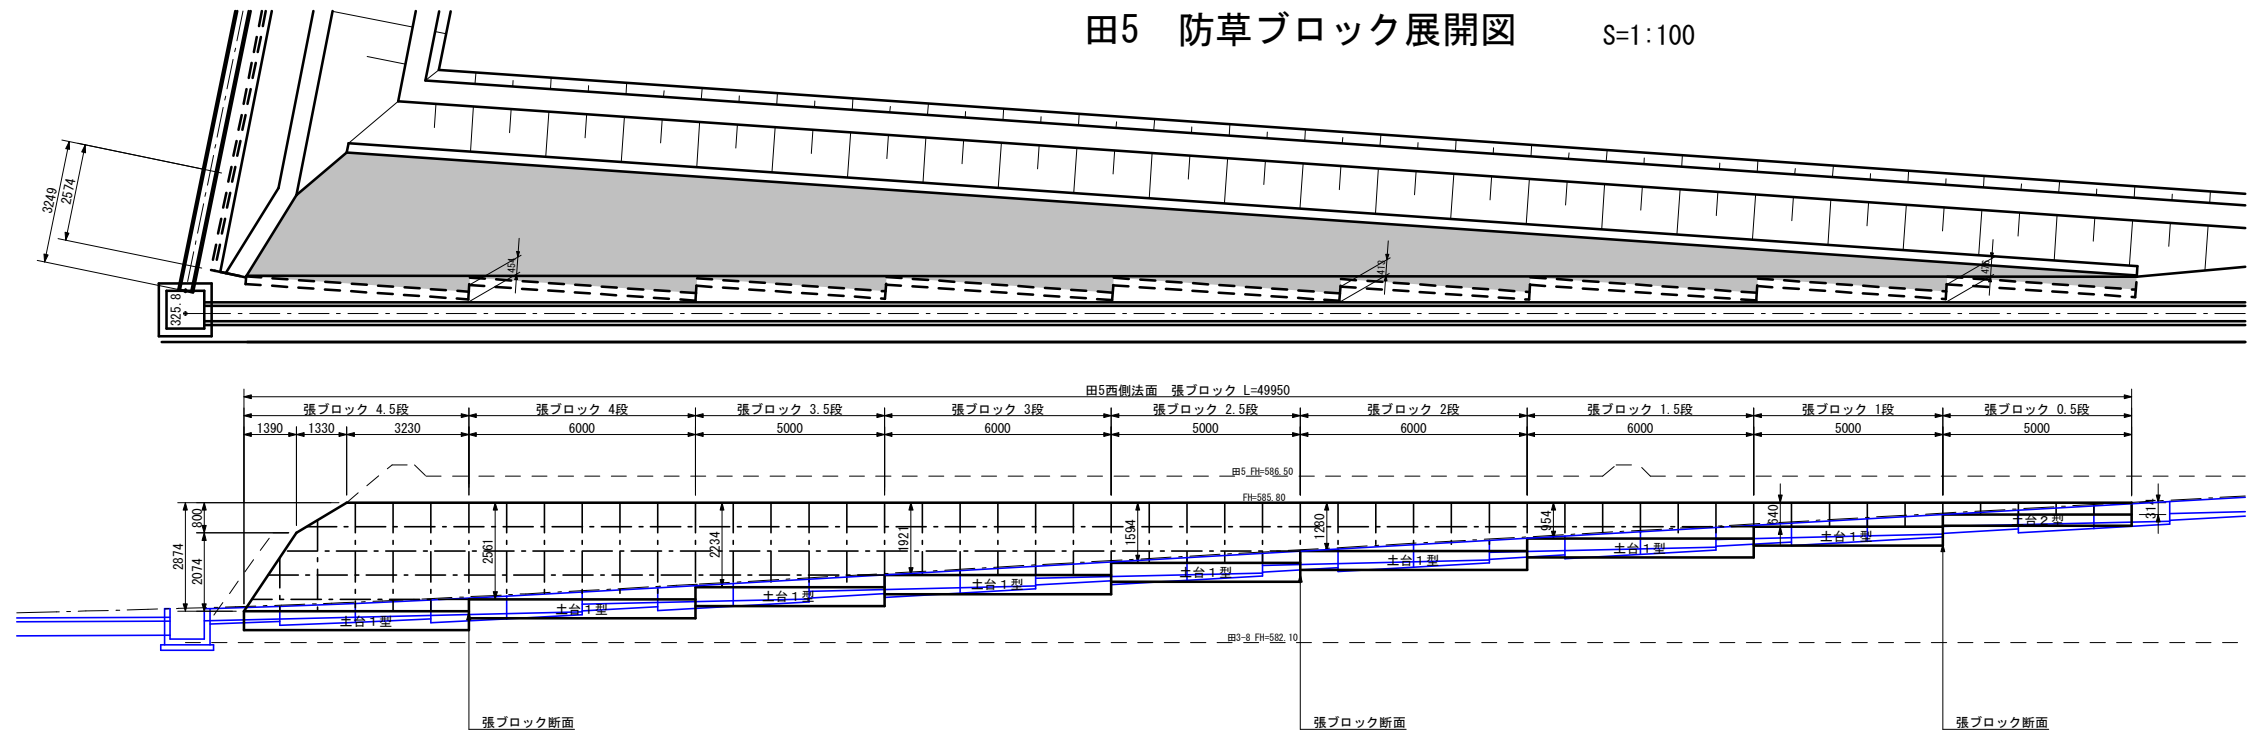 田5　防草ブロック展開図　S=1:100
3249
2574
325.8
454
413
田5西側法面　張ブロック L=49950
張ブロック 4.5段　張ブロック 4段　張ブロック 3.5段　張ブロック 3段　張ブロック 2.5段　張ブロック 2段　張ブロック 1.5段　張ブロック 1段　張ブロック 0.5段
1390　1330　3230　6000　5000　6000　5000　6000　6000　5000　5000
田5 FH=586.50
FH=585.80
2874
800
2074
2561
2234
1921
1594
1280
954
640
314
土台1型　土台1型　土台1型　土台1型　土台1型　土台1型　土台1型　土台1型　土台2型
田3-8 FH=582.10
張ブロック断面　張ブロック断面　張ブロック断面